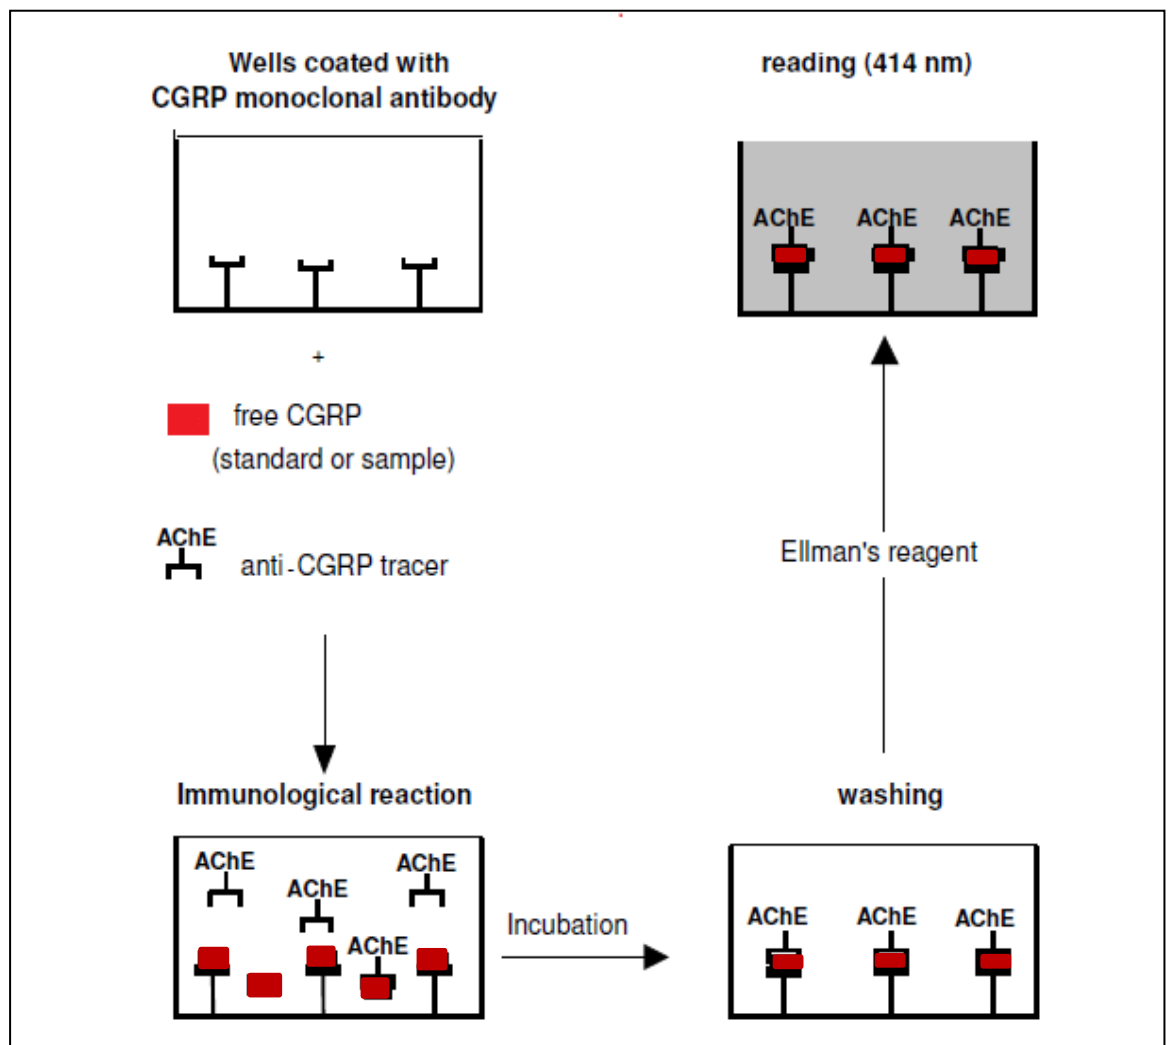 Wells coated with
CGRP monoclonal antibody
+
free CGRP
(standard or sample)
AChE
anti-CGRP tracer
Immunological reaction
AChE
AChE
AChE
AChE
Incubation
washing
AChE
AChE
AChE
Ellman's reagent
reading (414 nm)
AChE
AChE
AChE